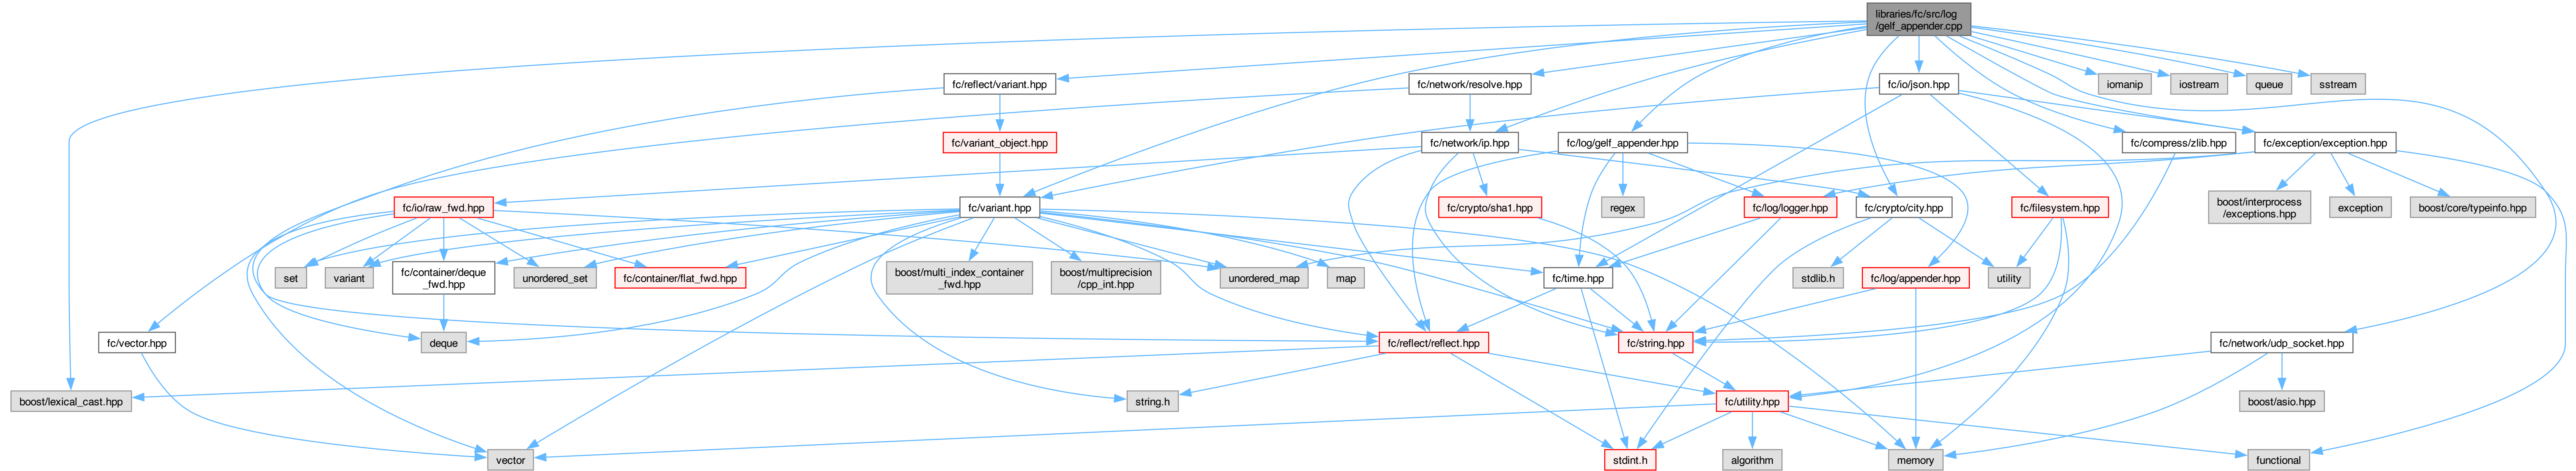 libraries/fc/src/log
/gelf_appender.cpp
fc/reflect/variant.hpp
fc/network/resolve.hpp
fc/io/json.hpp
iomanip
iostream
queue
sstream
fc/variant_object.hpp
fc/network/ip.hpp
fc/log/gelf_appender.hpp
fc/compress/zlib.hpp
fc/exception/exception.hpp
fc/io/raw_fwd.hpp
fc/variant.hpp
fc/crypto/sha1.hpp
regex
fc/log/logger.hpp
fc/crypto/city.hpp
fc/filesystem.hpp
boost/interprocess
/exceptions.hpp
exception
boost/core/typeinfo.hpp
set
variant
fc/container/deque
_fwd.hpp
unordered_set
fc/container/flat_fwd.hpp
boost/multi_index_container
_fwd.hpp
boost/multiprecision
/cpp_int.hpp
unordered_map
map
fc/time.hpp
stdlib.h
fc/log/appender.hpp
utility
fc/vector.hpp
deque
fc/reflect/reflect.hpp
fc/string.hpp
fc/network/udp_socket.hpp
boost/lexical_cast.hpp
string.h
fc/utility.hpp
boost/asio.hpp
vector
stdint.h
algorithm
memory
functional